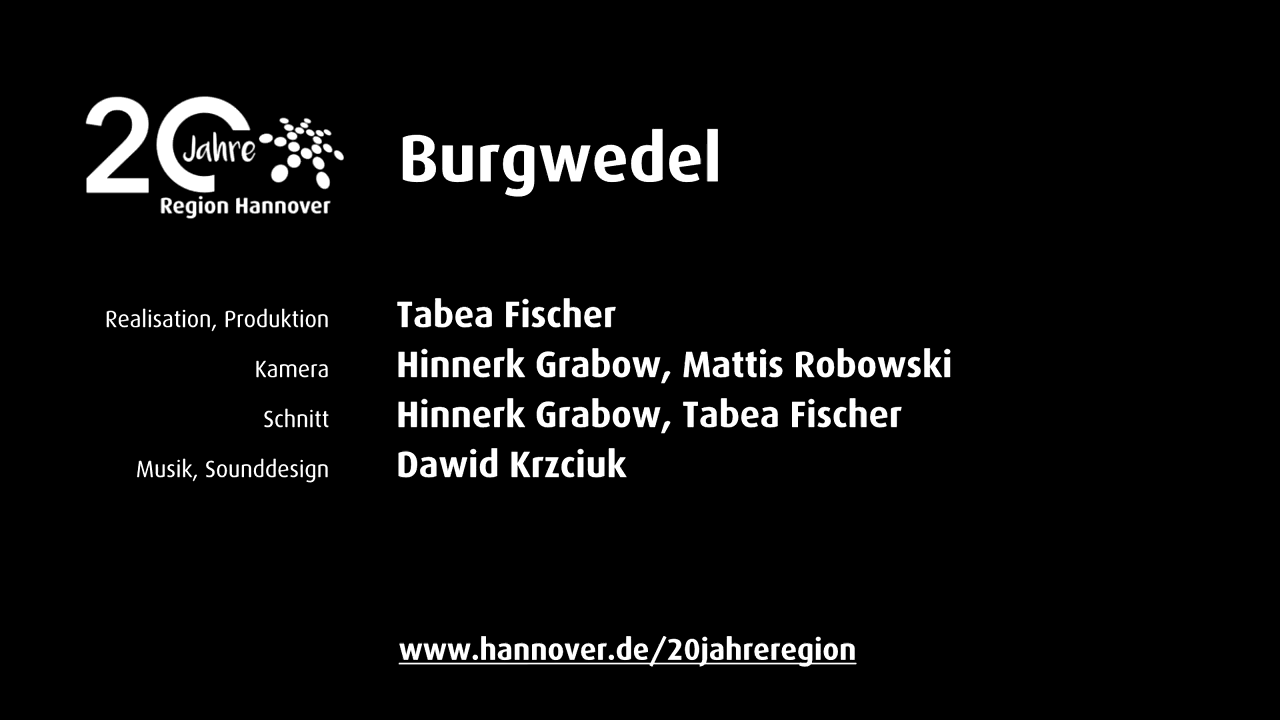 20 Jahre
Region Hannover
Burgwedel
Realisation, Produktion Tabea Fischer
Kamera Hinnerk Grabow, Mattis Robowski
Schnitt Hinnerk Grabow, Tabea Fischer
Musik, Sounddesign Dawid Krzciuk
www.hannover.de/20jahreregion